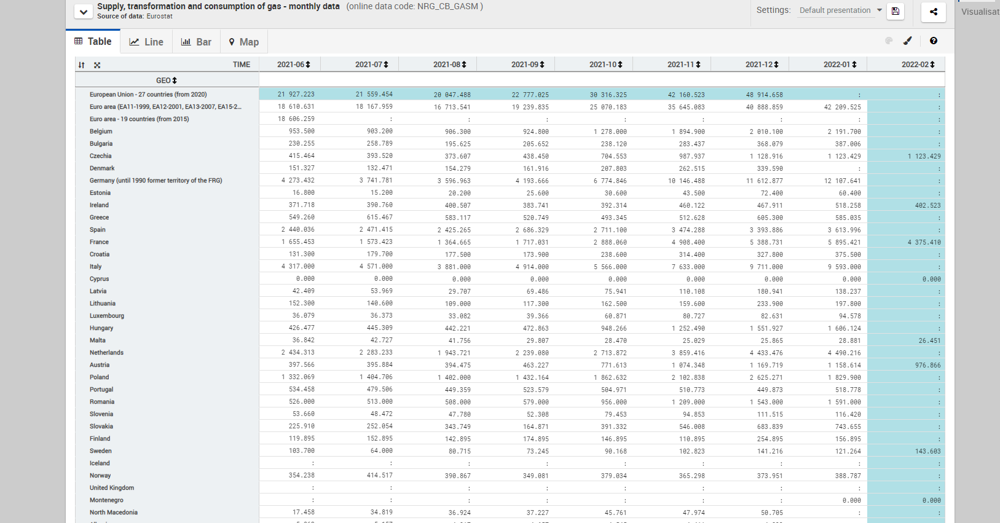 Supply, transformation and consumption of gas - monthly data (online data code: NRG_CB_GASM ) Settings: Default presentation Visualisat
Source of data: Eurostat
Table Line Bar Map
TIME 2021-06 2021-07 2021-08 2021-09 2021-10 2021-11 2021-12 2022-01 2022-02
GEO
European Union - 27 countries (from 2020) 21 927.223 21 559.454 20 047.488 22 777.025 30 316.325 42 160.523 48 914.658 : :
Euro area (EA11-1999, EA12-2001, EA13-2007, EA15-2... 18 610.631 18 167.959 16 713.541 19 239.835 25 070.183 35 645.083 40 888.859 42 209.525 :
Euro area - 19 countries (from 2015) 18 606.259 : : : : : : : :
Belgium 953.500 903.200 906.300 924.800 1 278.000 1 894.900 2 010.100 2 191.700 :
Bulgaria 230.255 258.789 195.625 205.652 238.120 283.437 368.079 387.006 :
Czechia 415.464 393.520 373.607 438.450 704.553 987.937 1 128.916 1 123.429 1 123.429
Denmark 151.327 132.471 154.279 161.916 207.803 262.515 339.590 : :
Germany (until 1990 former territory of the FRG) 4 273.432 3 741.781 3 596.963 4 193.666 6 774.846 10 146.488 11 612.877 12 107.641 :
Estonia 16.800 15.200 20.200 25.600 30.600 43.500 72.400 60.400 :
Ireland 371.718 390.760 400.507 383.741 392.314 460.122 467.911 518.258 402.523
Greece 549.260 615.467 583.117 520.749 493.345 512.628 605.300 585.035 :
Spain 2 440.036 2 471.415 2 425.265 2 686.329 2 711.100 3 474.288 3 393.886 3 613.996 :
France 1 655.453 1 573.423 1 364.665 1 717.031 2 888.060 4 908.400 5 388.731 5 895.421 4 375.410
Croatia 131.300 179.700 177.500 173.900 238.600 314.400 327.800 375.500 :
Italy 4 317.000 4 571.000 3 881.000 4 914.000 5 566.000 7 633.000 9 711.000 9 593.000 :
Cyprus 0.000 0.000 0.000 0.000 0.000 0.000 0.000 0.000 0.000
Latvia 42.409 53.969 29.707 69.486 75.941 110.108 180.941 138.237 :
Lithuania 152.300 140.600 109.000 117.300 162.500 159.600 233.900 197.800 :
Luxembourg 36.079 36.373 33.082 39.366 60.871 80.727 82.631 94.578 :
Hungary 426.477 445.309 442.221 472.863 948.266 1 252.490 1 551.927 1 606.124 :
Malta 36.842 42.727 41.756 29.807 28.470 25.029 25.865 28.881 26.451
Netherlands 2 434.313 2 283.233 1 943.721 2 239.080 2 713.872 3 859.416 4 433.476 4 490.216 :
Austria 397.566 395.884 394.475 463.227 771.613 1 074.348 1 169.719 1 158.614 976.866
Poland 1 332.069 1 404.706 1 402.000 1 432.164 1 862.632 2 102.838 2 625.271 1 829.900 :
Portugal 534.458 479.506 449.359 523.579 504.971 510.773 449.873 518.778 :
Romania 526.000 513.000 508.000 579.000 956.000 1 209.000 1 543.000 1 591.000 :
Slovenia 53.660 48.472 47.780 52.308 79.453 94.853 111.515 116.420 :
Slovakia 225.910 252.054 343.749 164.871 391.332 546.008 683.839 743.655 :
Finland 119.895 152.895 142.895 174.895 146.895 110.895 254.895 156.895 :
Sweden 103.700 64.000 80.715 73.245 90.168 102.823 141.216 121.264 143.603
Iceland : : : : : : : : :
Norway 354.238 414.517 390.867 349.081 379.034 365.298 373.951 388.787 :
United Kingdom : : : : : : : : :
Montenegro : : : : : : : 0.000 0.000
North Macedonia 17.458 34.819 36.924 37.227 45.761 47.974 50.705 : :